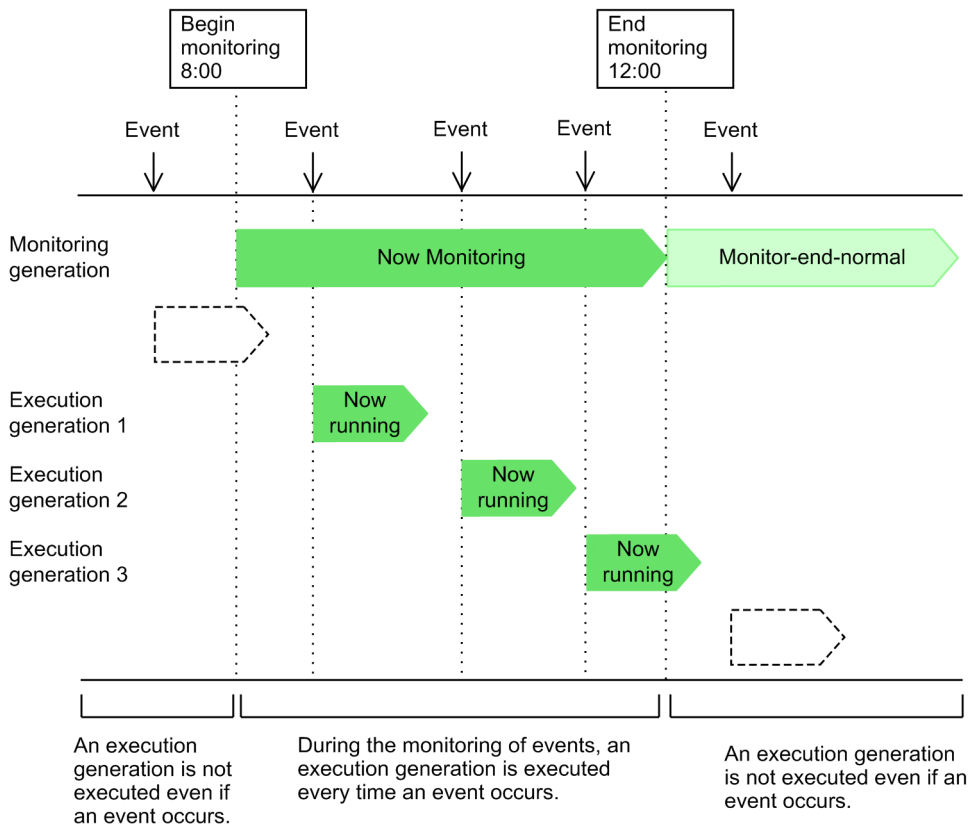 Begin
monitoring
8:00
End
monitoring
12:00
Event
Event
Event
Event
Event
Monitoring
generation
Now Monitoring
Monitor-end-normal
Execution
generation 1
Now
running
Execution
generation 2
Now
running
Execution
generation 3
Now
running
An execution
generation is not
executed even if
an event occurs.
During the monitoring of events, an
execution generation is executed
every time an event occurs.
An execution generation
is not executed even if an
event occurs.